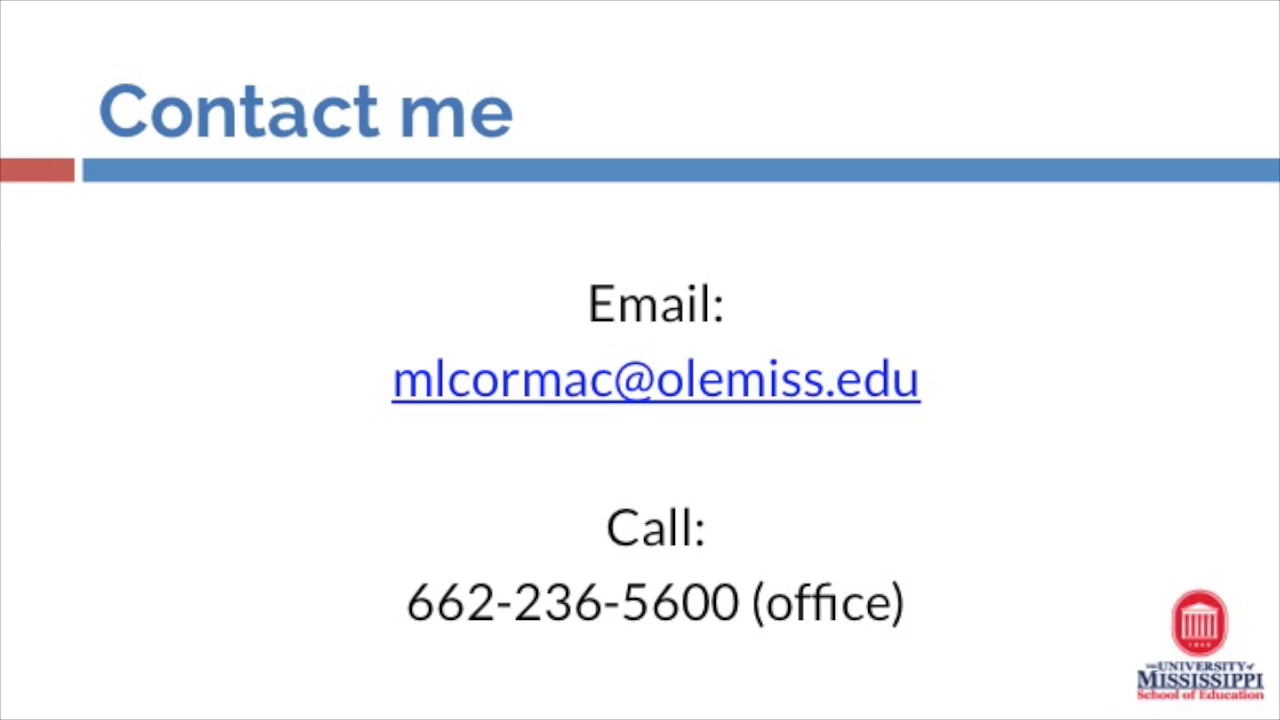 Contact me
Email:
mlcormac@olemiss.edu
Call:
662-236-5600 (office)
THE UNIVERSITY of
MISSISSIPPI
School of Education